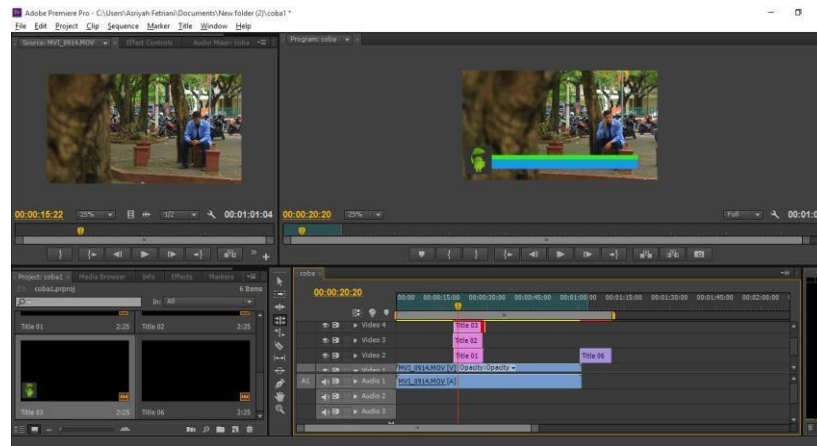 Adobe Premiere Pro - C:\Users\Asriyah Fetriani\Documents\New folder (2)\coba1 *
File Edit Project Clip Sequence Marker Title Window Help
Source: MVI_0914.MOV Effect Controls Audio Mixer: coba
Program: coba
00:00:15:22 25% 1/2 00:01:01:04
00:00:20:20 25% Full 00:01:0
Project: coba1 Media Browser Info Effects Markers
coba1.prproj 6 Items
In: All
Title 01 2:25 Title 02 2:25
Title 03 2:25 Title 06 2:25
coba
00:00:20:20
00:00 00:00:15:00 00:00:30:00 00:00:45:00 00:01:00:00 00:01:15:00 00:01:30:00 00:01:45:00 00:02:00:00
Video 4 Title 03
Video 3 Title 02
Video 2 Title 01 Title 06
Video 1 MVI_0914.MOV [V] Opacity:Opacity
A1 Audio 1 MVI_0914.MOV [A]
Audio 2
Audio 3